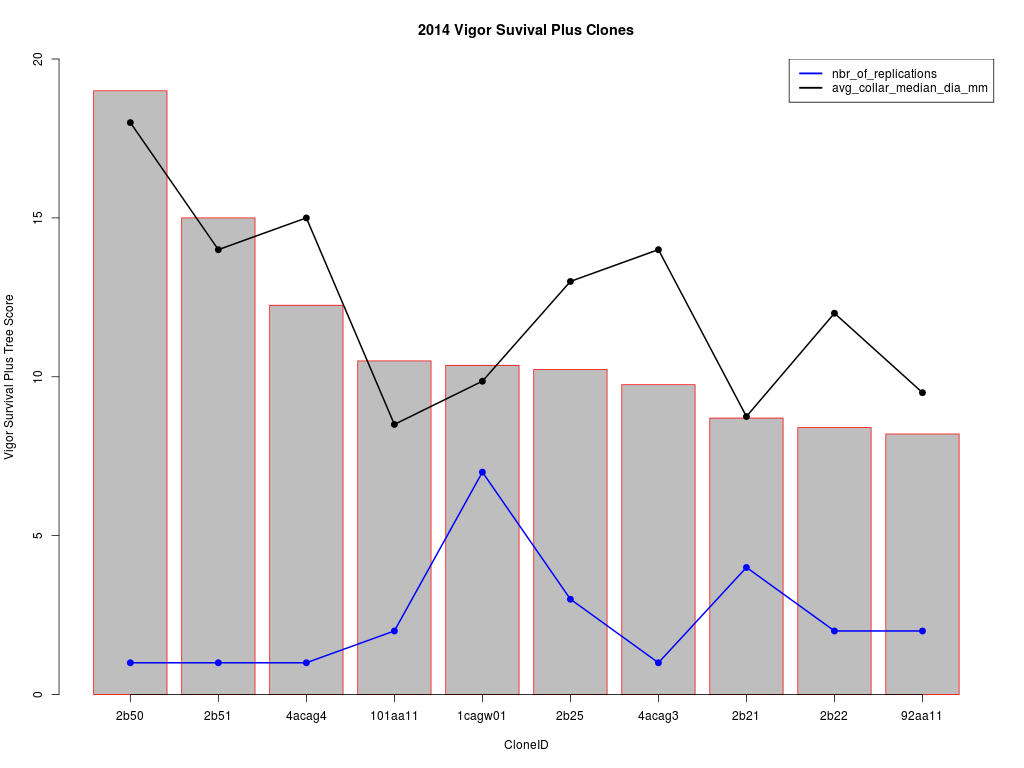 2014 Vigor Suvival Plus Clones
nbr_of_replications
avg_collar_median_dia_mm
Vigor Survival Plus Tree Score
20
15
10
5
0
2b50 2b51 4acag4 101aa11 1cagw01 2b25 4acag3 2b21 2b22 92aa11
CloneID